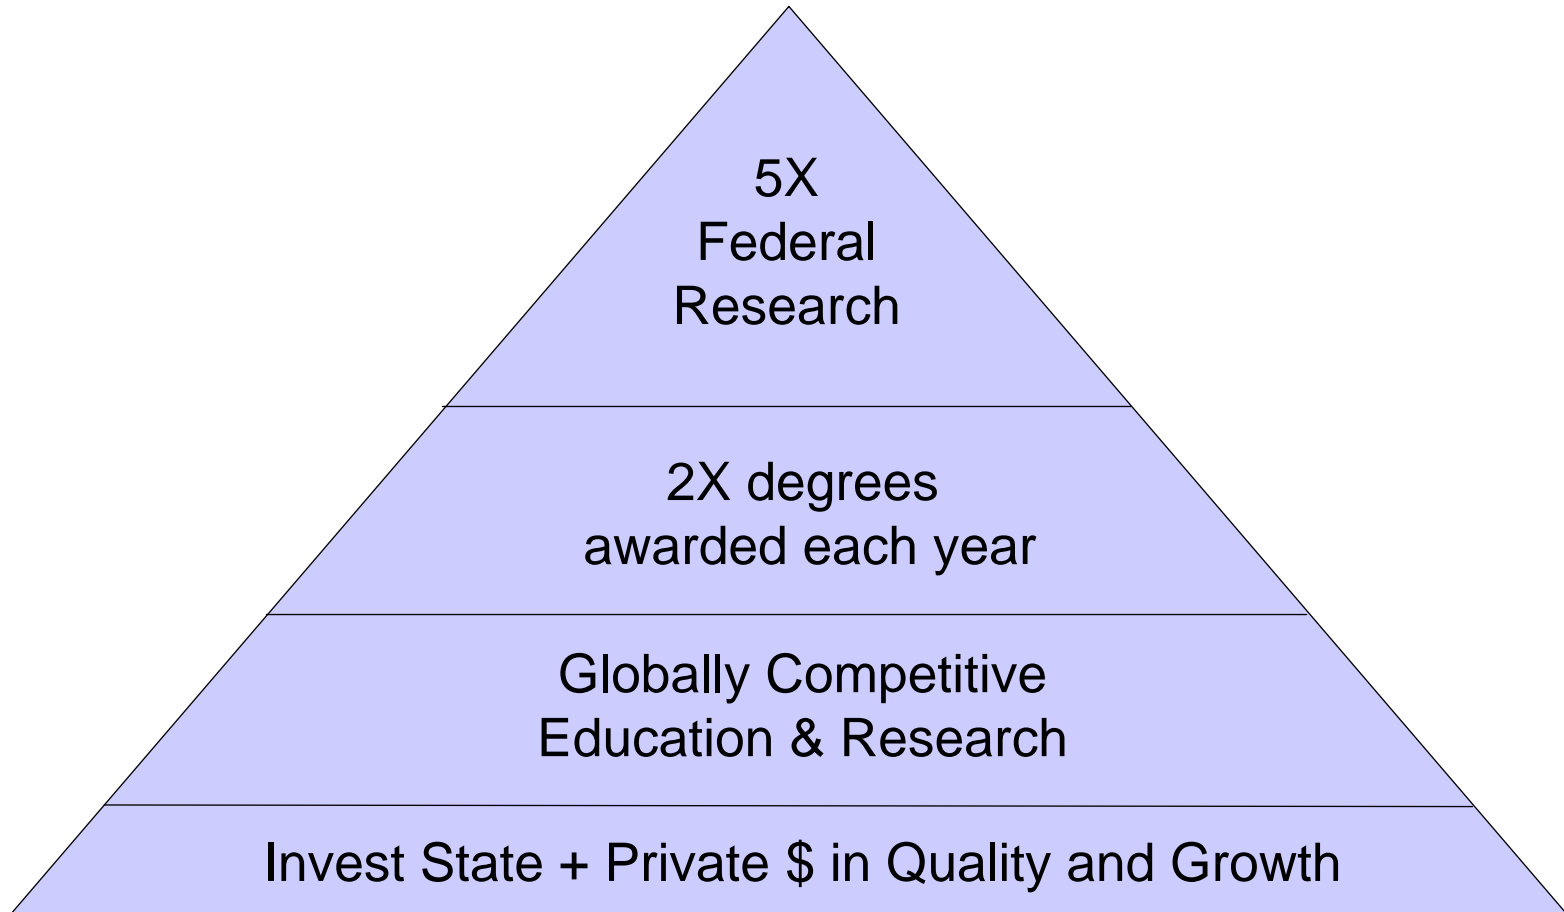 5X
Federal
Research
2X degrees
awarded each year
Globally Competitive
Education & Research
Invest State + Private $ in Quality and Growth